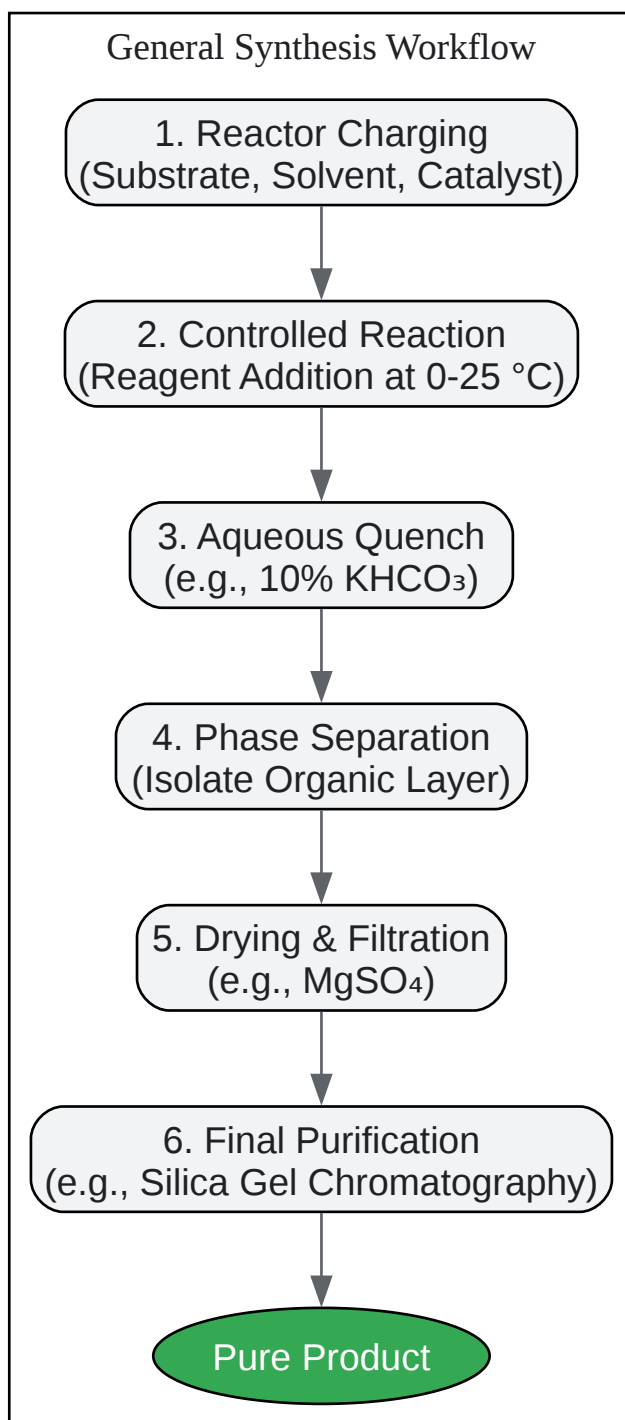 General Synthesis Workflow
1. Reactor Charging
(Substrate, Solvent, Catalyst)
2. Controlled Reaction
(Reagent Addition at 0-25 °C)
3. Aqueous Quench
(e.g., 10% KHCO₃)
4. Phase Separation
(Isolate Organic Layer)
5. Drying & Filtration
(e.g., MgSO₄)
6. Final Purification
(e.g., Silica Gel Chromatography)
Pure Product